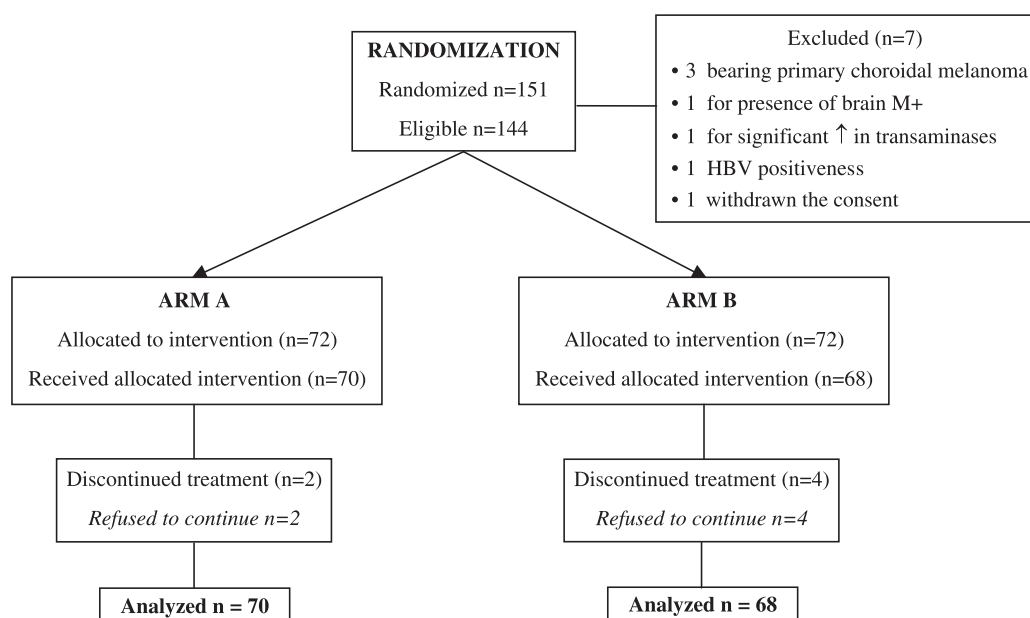 RANDOMIZATION
Randomized n=151
Eligible n=144
Excluded (n=7)
• 3 bearing primary choroidal melanoma
• 1 for presence of brain M+
• 1 for significant ↑ in transaminases
• 1 HBV positiveness
• 1 withdrawn the consent
ARM A
Allocated to intervention (n=72)
Received allocated intervention (n=70)
Discontinued treatment (n=2)
Refused to continue n=2
Analyzed n = 70
ARM B
Allocated to intervention (n=72)
Received allocated intervention (n=68)
Discontinued treatment (n=4)
Refused to continue n=4
Analyzed n = 68